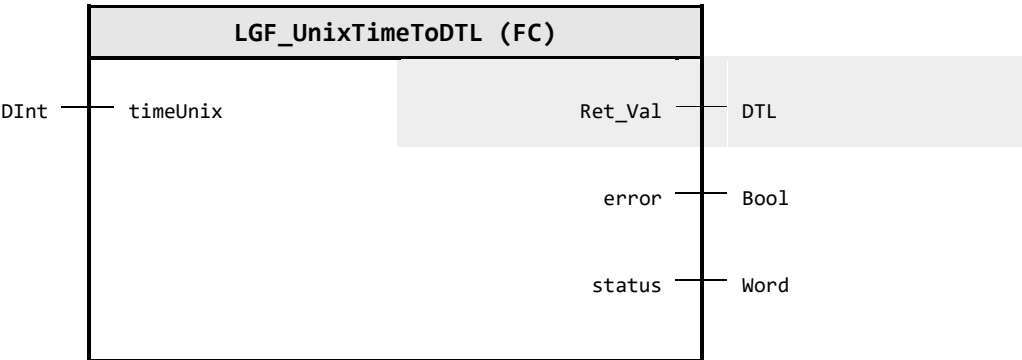 LGF_UnixTimeToDTL (FC)
DInt timeUnix Ret_Val DTL
error Bool
status Word